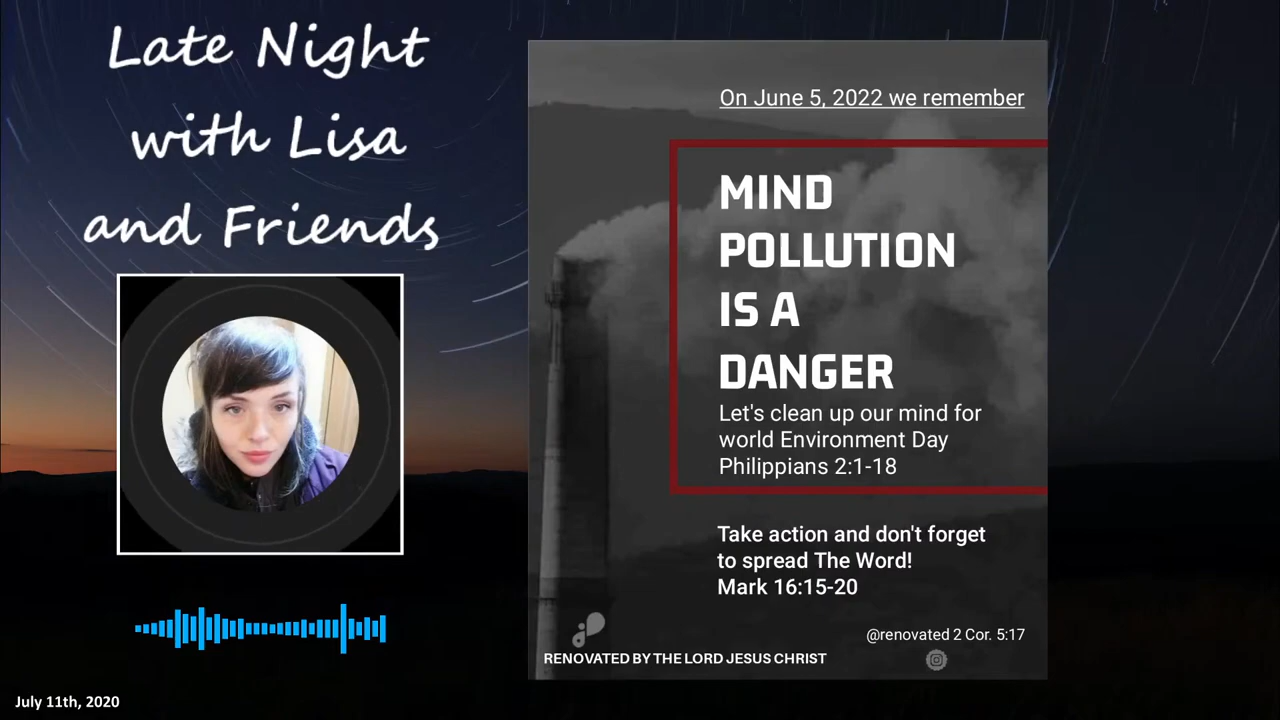 Late Night
with Lisa
and Friends
July 11th, 2020
On June 5, 2022 we remember
MIND
POLLUTION
IS A
DANGER
Let's clean up our mind for
world Environment Day
Philippians 2:1-18
Take action and don't forget
to spread The Word!
Mark 16:15-20
@renovated 2 Cor. 5:17
RENOVATED BY THE LORD JESUS CHRIST